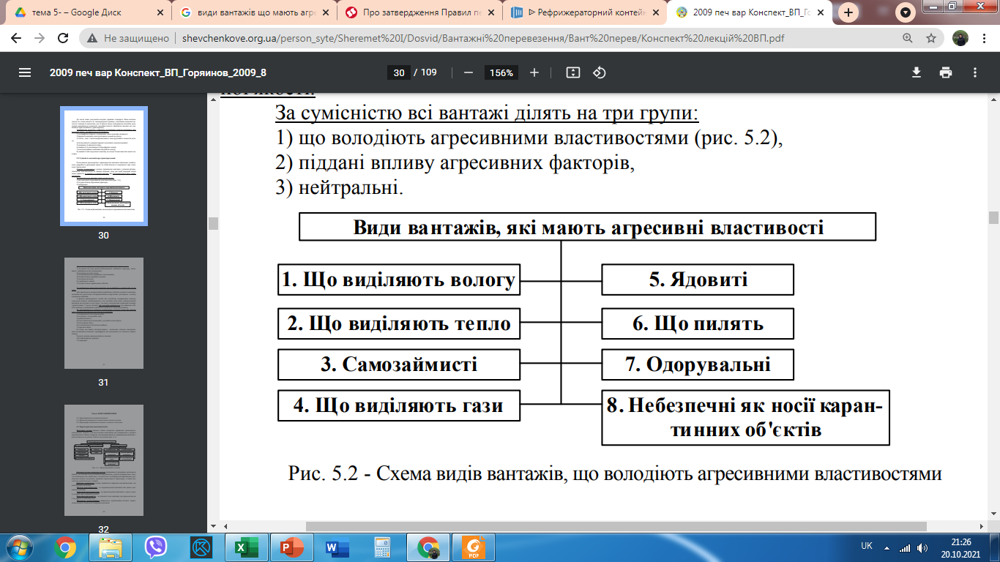 тема 5- – Google Диск
види вантажів що мають агре
Про затвердження Правил пе
ᐈ Рефрижераторний контейн
2009 печ вар Конспект_ВП_Го
Не защищено
shevchenkove.org.ua/person_syte/Sheremet%20I/Dosvid/Вантажні%20перевезення/Вант%20перев/Конспект%20лекцій%20ВП.pdf
2009 печ вар Конспект_ВП_Горяинов_2009_8
30 / 109
156%
За сумісністю всі вантажі ділять на три групи:
1) що володіють агресивними властивостями (рис. 5.2),
2) піддані впливу агресивних факторів,
3) нейтральні.
Види вантажів, які мають агресивні властивості
1. Що виділяють вологу
5. Ядовиті
2. Що виділяють тепло
6. Що пилять
3. Самозаймисті
7. Одорувальні
4. Що виділяють гази
8. Небезпечні як носії каран-
тинних об'єктів
Рис. 5.2 - Схема видів вантажів, що володіють агресивними властивостями
30
31
32
UK
21:26
20.10.2021